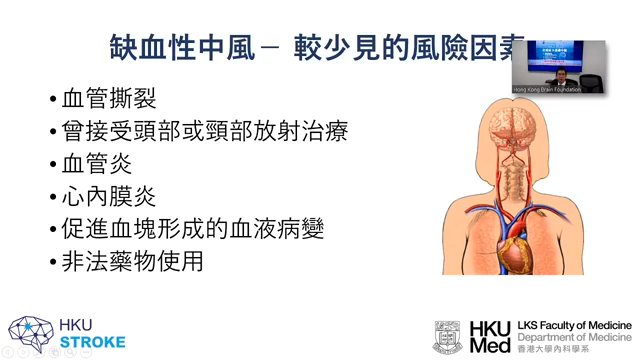 缺血性中風－ 較少見的風險因素
Hong Kong Brain Foundation
• 血管撕裂
• 曾接受頭部或頸部放射治療
• 血管炎
• 心內膜炎
• 促進血塊形成的血液病變
• 非法藥物使用
HKU
STROKE
HKU
Med
LKS Faculty of Medicine
Department of Medicine
香港大學內科學系